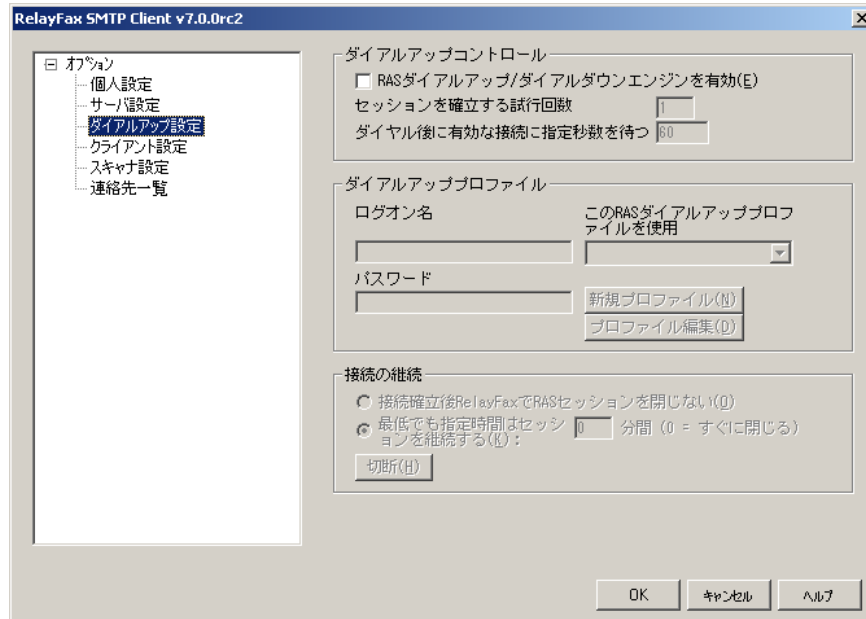 RelayFax SMTP Client v7.0.0rc2
オプション
個人設定
サーバ設定
ダイアルアップ設定
クライアント設定
スキャナ設定
連絡先一覧
ダイアルアップコントロール
RASダイアルアップ/ダイアルダウンエンジンを有効(E)
セッションを確立する試行回数 1
ダイヤル後に有効な接続に指定秒数を待つ 60
ダイアルアッププロファイル
ログオン名
このRASダイアルアッププロフ
ァイルを使用
パスワード
新規プロファイル(N)
プロファイル編集(D)
接続の継続
接続確立後RelayFaxでRASセッションを閉じない(O)
最低でも指定時間はセッシ
ョンを継続する(K): 0 分間 (0 = すぐに閉じる)
切断(H)
OK キャンセル ヘルプ